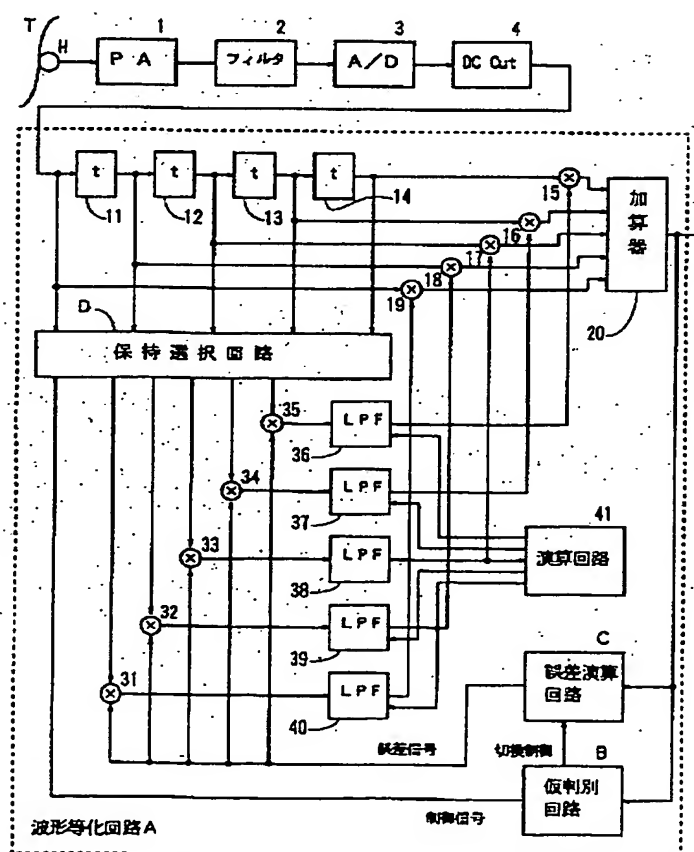 1 2 3 4
T H PA フィルタ A/D DC Cut
t t t t
11 12 13 14 15 16 17 18 19
加算器
20
D
保持選択回路
35 LPF
36
34 LPF
37
33 LPF
38
32 LPF
39
31 LPF
40
41
演算回路
C
誤差演算回路
誤差信号 切換制御
B
仮判別回路
制御信号
波形等化回路A